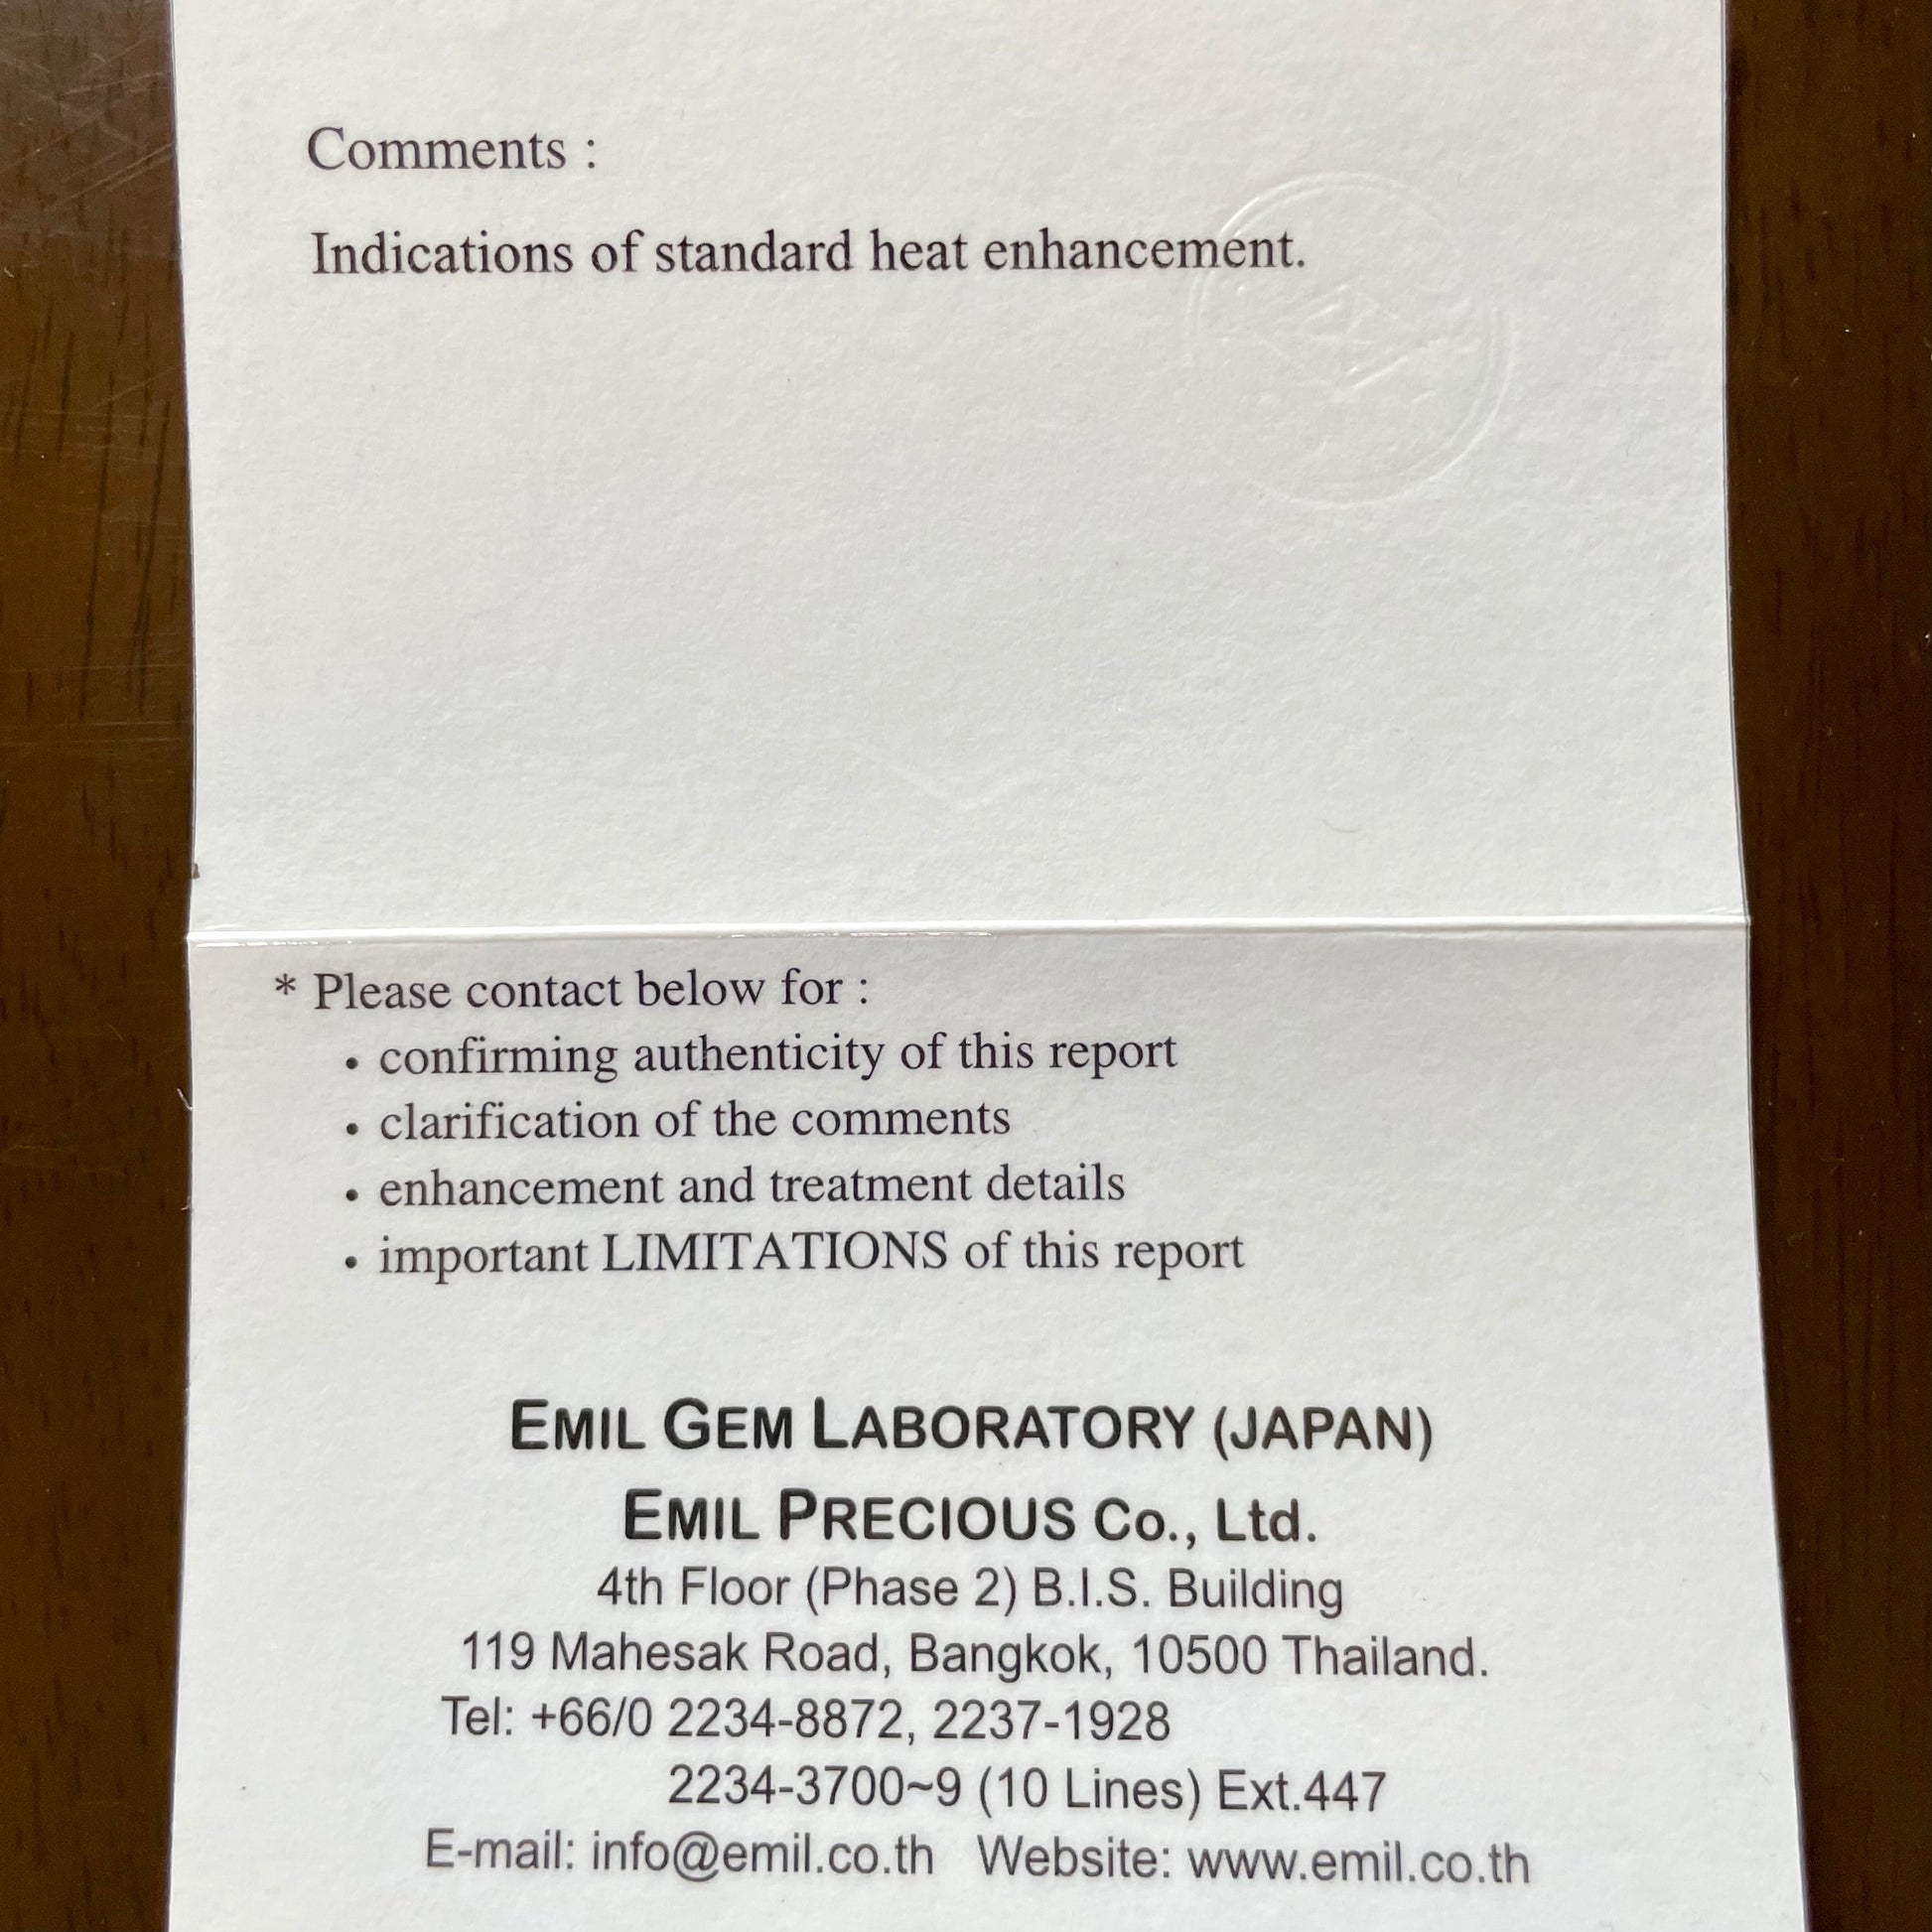 Comments :
Indications of standard heat enhancement.
* Please contact below for :
• confirming authenticity of this report
• clarification of the comments
• enhancement and treatment details
• important LIMITATIONS of this report
EMIL GEM LABORATORY (JAPAN)
EMIL PRECIOUS Co., Ltd.
4th Floor (Phase 2) B.I.S. Building
119 Mahesak Road, Bangkok, 10500 Thailand.
Tel: +66/0 2234-8872, 2237-1928
2234-3700~9 (10 Lines) Ext.447
E-mail: info@emil.co.th Website: www.emil.co.th